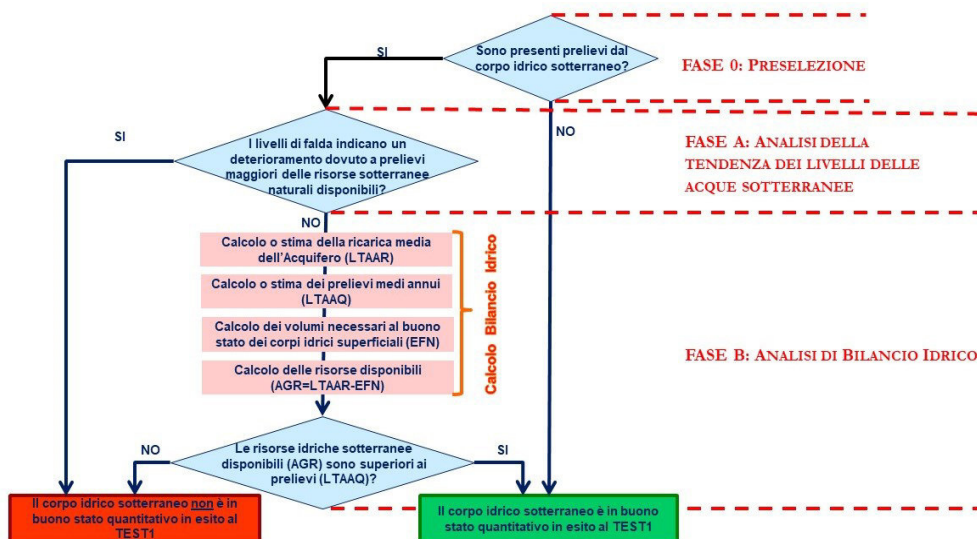 Sono presenti prelievi dal
corpo idrico sotterraneo?
SI
NO
FASE 0: PRESELEZIONE
I livelli di falda indicano un
deterioramento dovuto a prelievi
maggiori delle risorse sotterranee
naturali disponibili?
SI
NO
FASE A: ANALISI DELLA
TENDENZA DEI LIVELLI DELLE
ACQUE SOTTERRANEE
Calcolo o stima della ricarica media
dell'Acquifero (LTAAR)
Calcolo o stima dei prelievi medi annui
(LTAAQ)
Calcolo dei volumi necessari al buono
stato dei corpi idrici superficiali (EFN)
Calcolo delle risorse disponibili
(AGR=LTAAR-EFN)
Calcolo Bilancio Idrico
FASE B: ANALISI DI BILANCIO IDRICO
Le risorse idriche sotterranee
disponibili (AGR) sono superiori ai
prelievi (LTAAQ)?
NO
SI
Il corpo idrico sotterraneo non è in
buono stato quantitativo in esito al
TEST1
Il corpo idrico sotterraneo è in buono
stato quantitativo in esito al TEST1